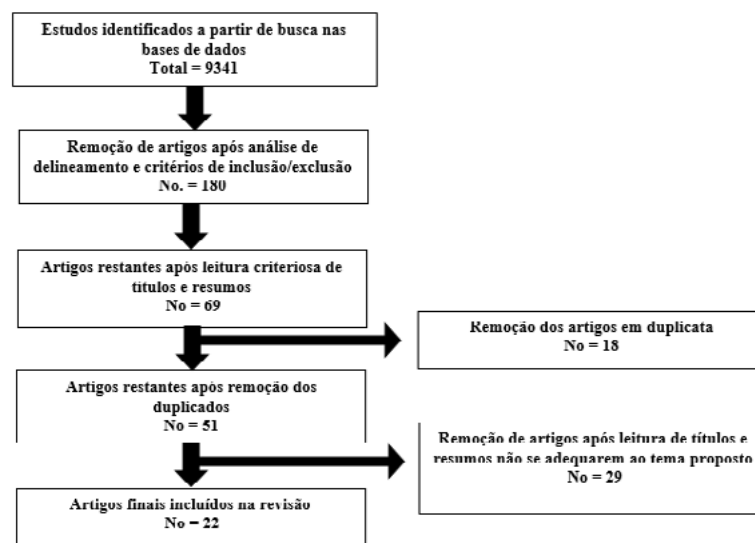 Estudos identificados a partir de busca nas
bases de dados
Total = 9341
Remoção de artigos após análise de
delineamento e critérios de inclusão/exclusão
No. = 180
Artigos restantes após leitura criteriosa de
títulos e resumos
No = 69
Remoção dos artigos em duplicata
No = 18
Artigos restantes após remoção dos
duplicados
No = 51
Remoção de artigos após leitura de títulos e
resumos não se adequarem ao tema proposto
No = 29
Artigos finais incluídos na revisão
No = 22